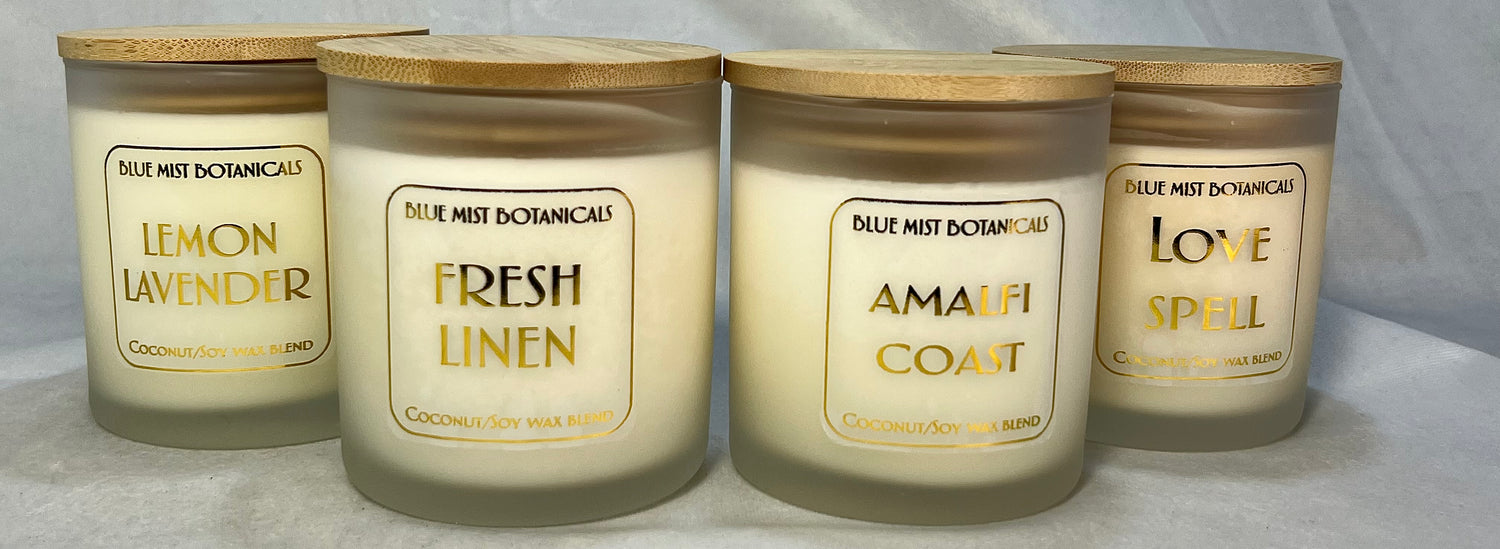 BLUE MIST BOTANICALS
LEMON
LAVENDER
COCONUT/SOY WAX BLEND
BLUE MIST BOTANICALS
FRESH
LINEN
COCONUT/SOY WAX BLEND
BLUE MIST BOTANICALS
AMALFI
COAST
COCONUT/SOY WAX BLEND
BLUE MIST BOTANICALS
LOVE
SPELL
COCONUT/SOY WAX BLEND